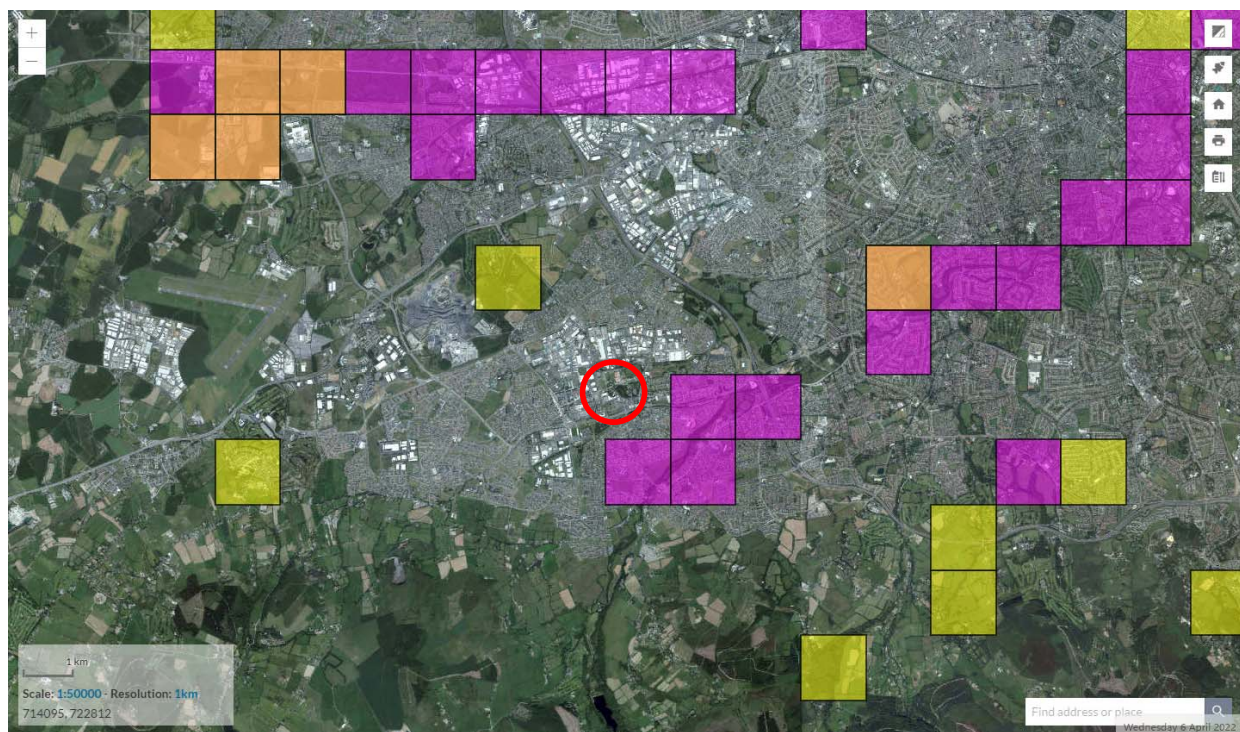 +
−
1 km
Scale: 1:50000 - Resolution: 1km
714095, 722812
Find address or place
Wednesday 6 April 2022